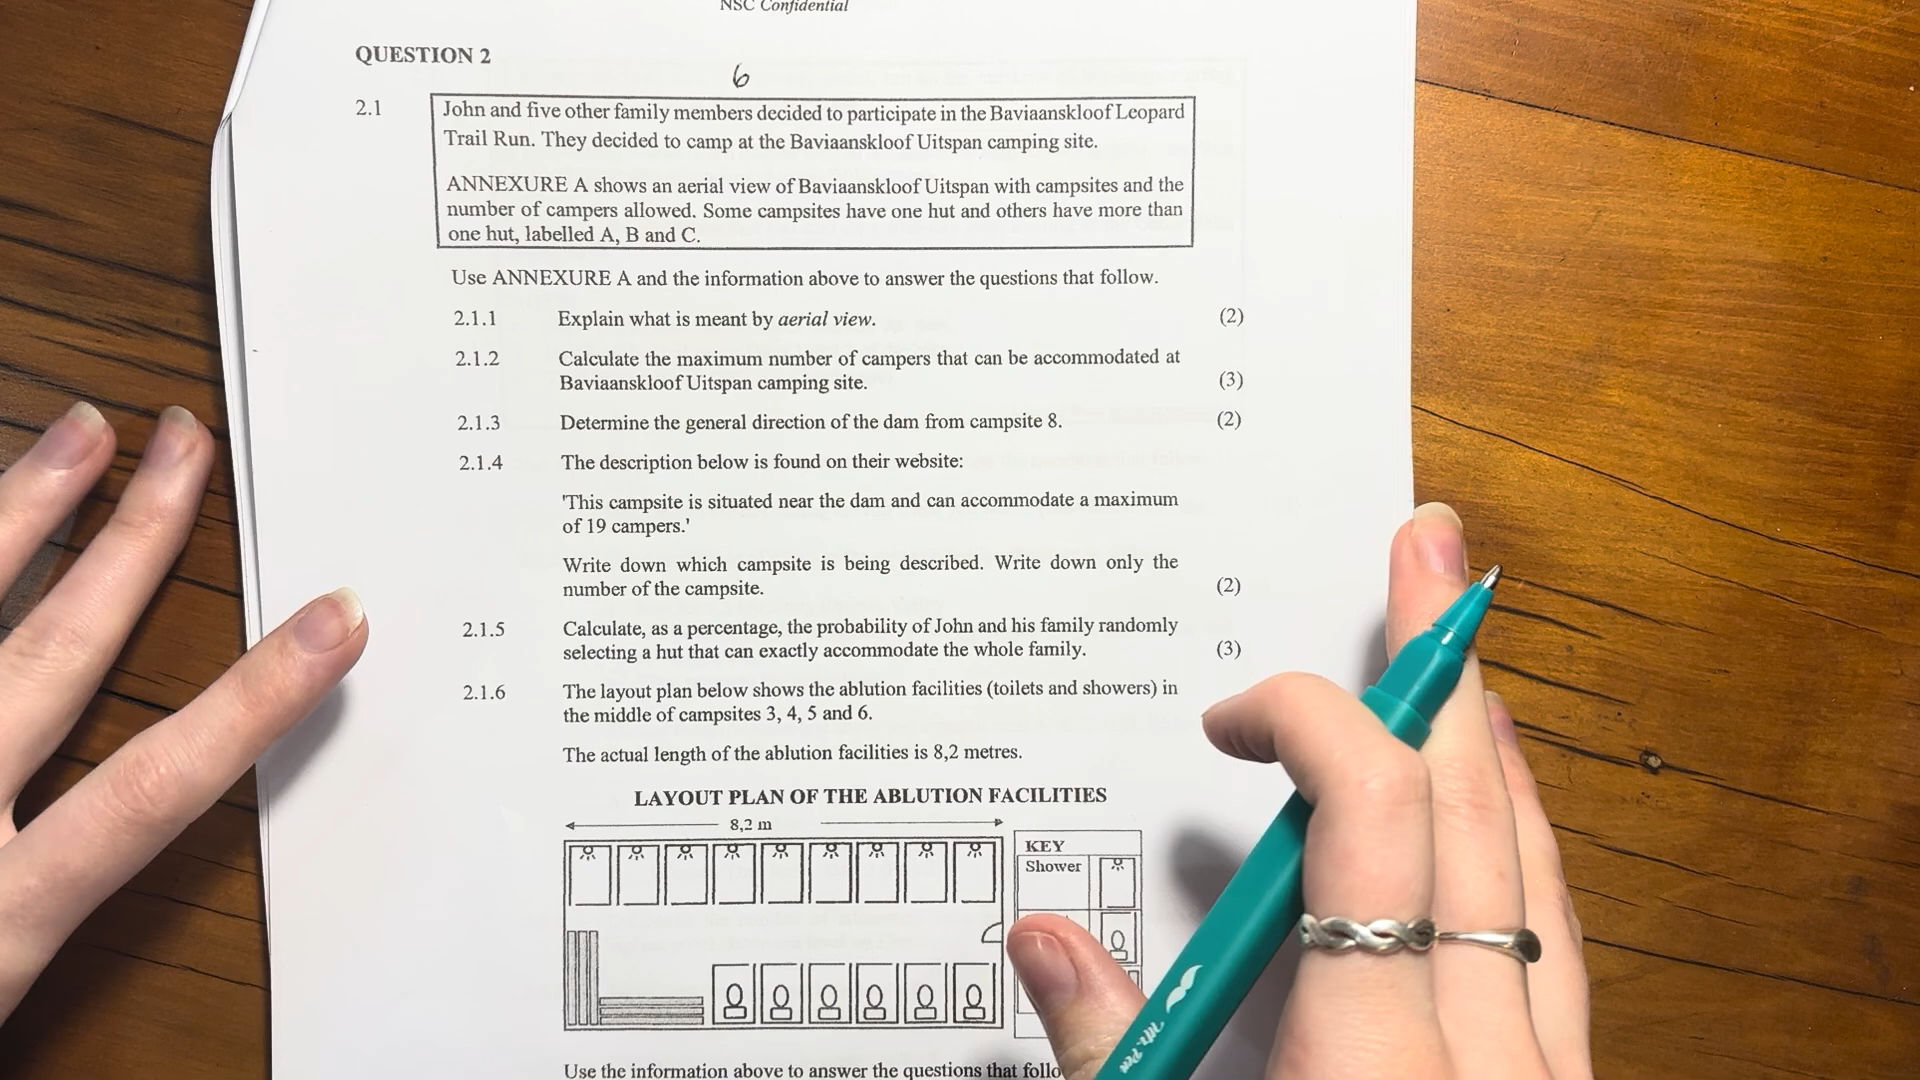 NSC Confidential
QUESTION 2
6
2.1
John and five other family members decided to participate in the Baviaanskloof Leopard
Trail Run. They decided to camp at the Baviaanskloof Uitspan camping site.
ANNEXURE A shows an aerial view of Baviaanskloof Uitspan with campsites and the
number of campers allowed. Some campsites have one hut and others have more than
one hut, labelled A, B and C.
Use ANNEXURE A and the information above to answer the questions that follow.
2.1.1 Explain what is meant by aerial view. (2)
2.1.2 Calculate the maximum number of campers that can be accommodated at
Baviaanskloof Uitspan camping site. (3)
2.1.3 Determine the general direction of the dam from campsite 8. (2)
2.1.4 The description below is found on their website:
'This campsite is situated near the dam and can accommodate a maximum
of 19 campers.'
Write down which campsite is being described. Write down only the
number of the campsite. (2)
2.1.5 Calculate, as a percentage, the probability of John and his family randomly
selecting a hut that can exactly accommodate the whole family. (3)
2.1.6 The layout plan below shows the ablution facilities (toilets and showers) in
the middle of campsites 3, 4, 5 and 6.
The actual length of the ablution facilities is 8,2 metres.
LAYOUT PLAN OF THE ABLUTION FACILITIES
8,2 m
KEY
Shower
Mr. Pen
Use the information above to answer the questions that